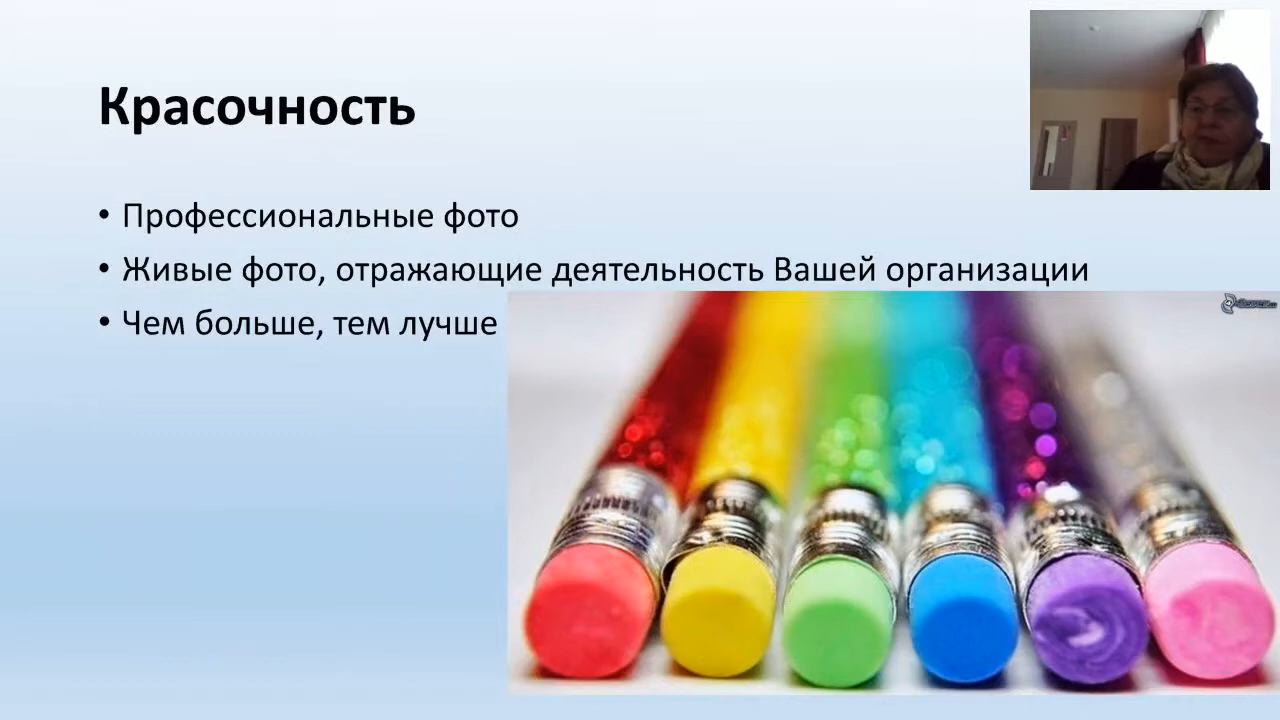 Красочность
• Профессиональные фото
• Живые фото, отражающие деятельность Вашей организации
• Чем больше, тем лучше